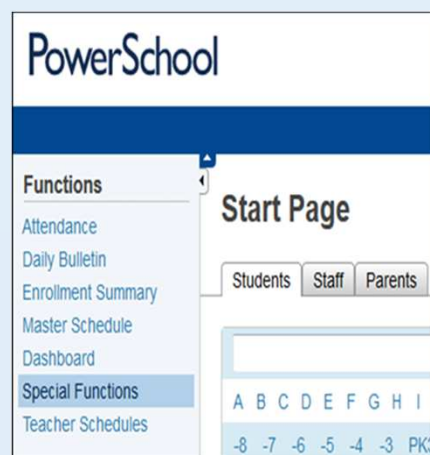 PowerSchool
Functions
Attendance
Daily Bulletin
Enrollment Summary
Master Schedule
Dashboard
Special Functions
Teacher Schedules
Start Page
Students Staff Parents
A B C D E F G H I
-8 -7 -6 -5 -4 -3 PK3